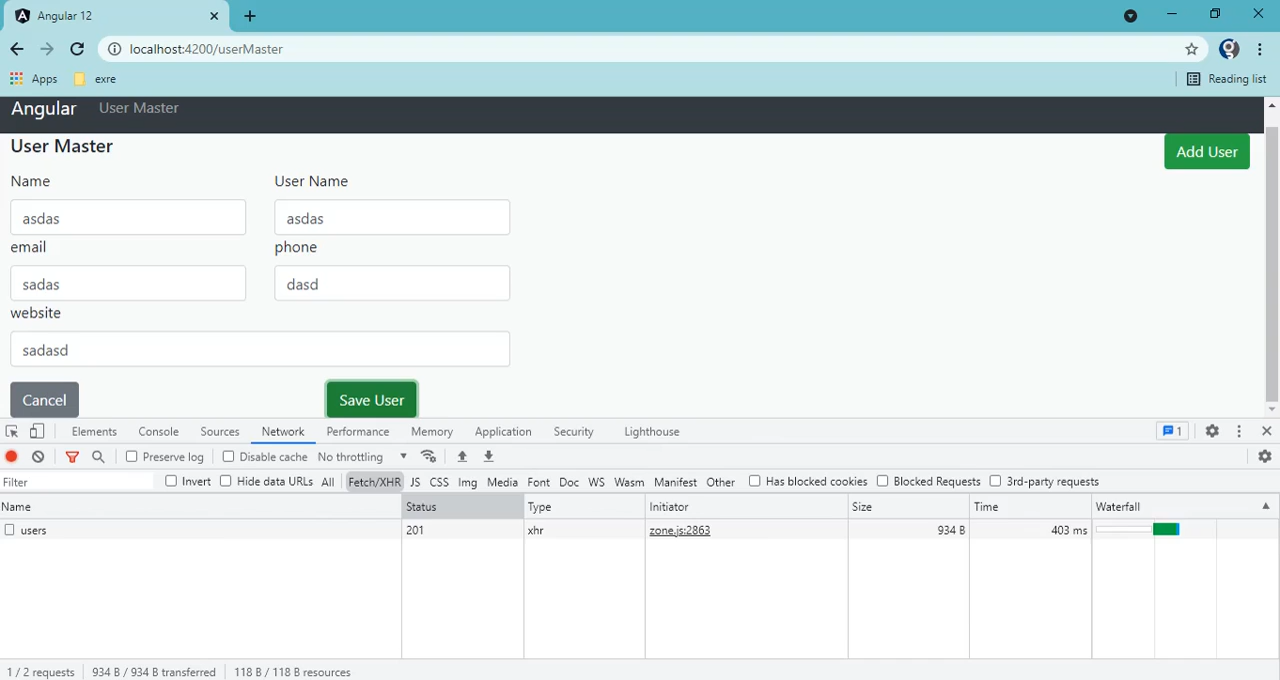 Angular 12
localhost:4200/userMaster
Apps exre Reading list
Angular User Master
User Master Add User
Name User Name
asdas asdas
email phone
sadas dasd
website
sadasd
Cancel Save User
Elements Console Sources Network Performance Memory Application Security Lighthouse 1
Preserve log Disable cache No throttling
Filter Invert Hide data URLs All Fetch/XHR JS CSS Img Media Font Doc WS Wasm Manifest Other Has blocked cookies Blocked Requests 3rd-party requests
Name Status Type Initiator Size Time Waterfall
users 201 xhr zone.js:2863 934 B 403 ms
1 / 2 requests 934 B / 934 B transferred 118 B / 118 B resources